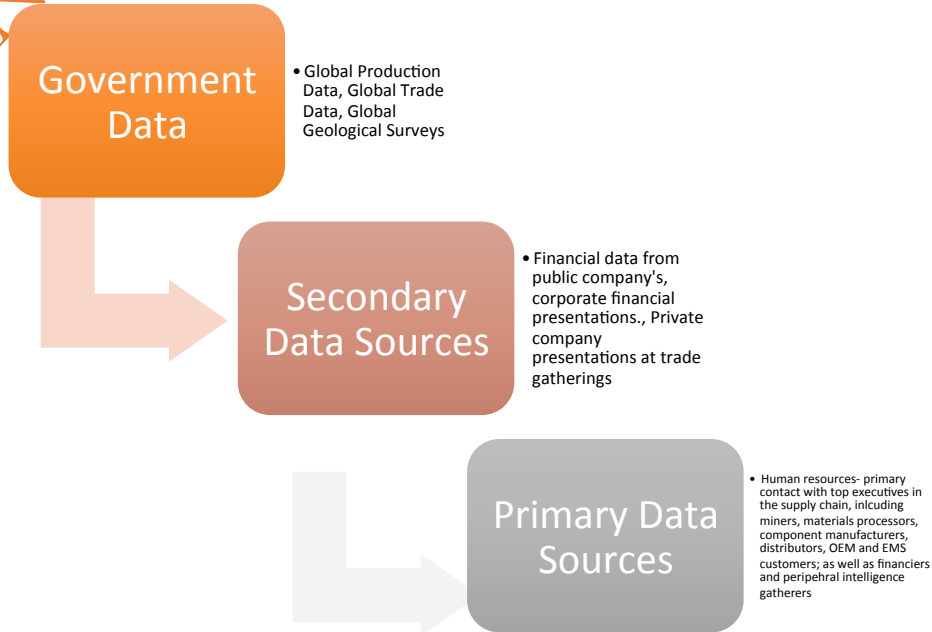 Government
Data
• Global Production
Data, Global Trade
Data, Global
Geological Surveys
Secondary
Data Sources
• Financial data from
public company's,
corporate financial
presentations., Private
company
presentations at trade
gatherings
Primary Data
Sources
• Human resources- primary
contact with top executives in
the supply chain, inlcuding
miners, materials processors,
component manufacturers,
distributors, OEM and EMS
customers; as well as financiers
and peripehral intelligence
gatherers